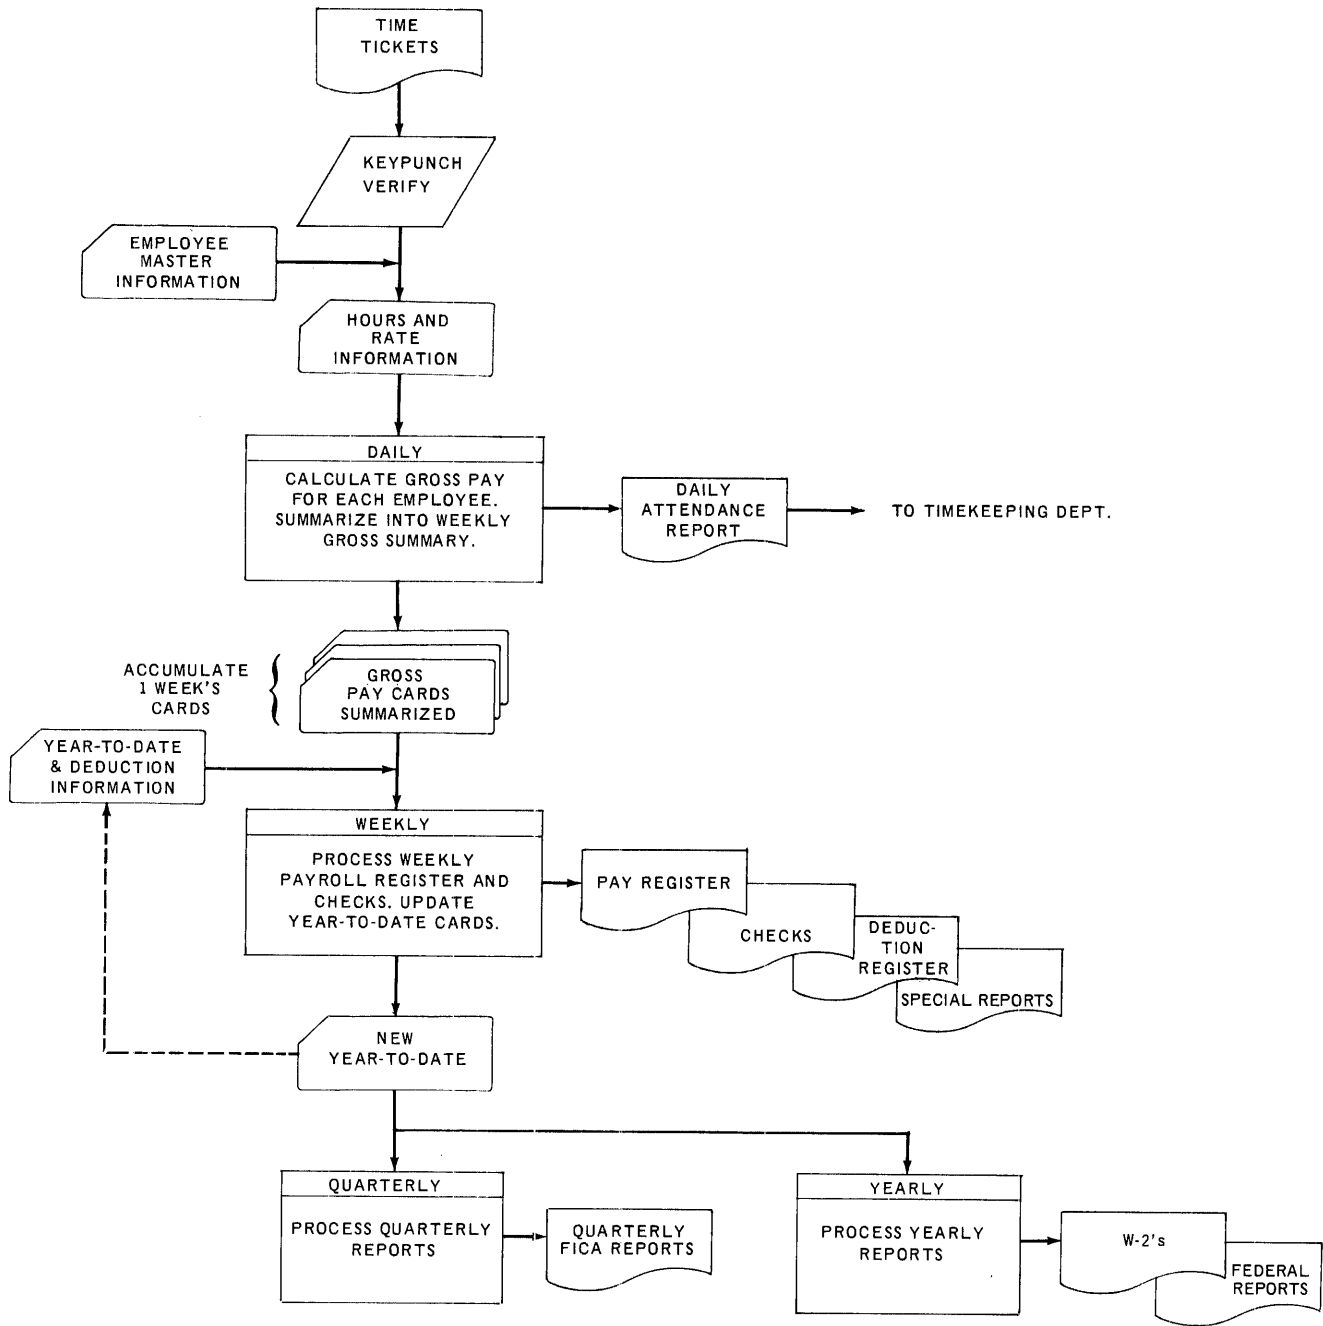 TIME
TICKETS
KEYPUNCH
VERIFY
EMPLOYEE
MASTER
INFORMATION
HOURS AND
RATE
INFORMATION
DAILY
CALCULATE GROSS PAY
FOR EACH EMPLOYEE.
SUMMARIZE INTO WEEKLY
GROSS SUMMARY.
DAILY
ATTENDANCE
REPORT
TO TIMEKEEPING DEPT.
ACCUMULATE
1 WEEK'S
CARDS
GROSS
PAY CARDS
SUMMARIZED
YEAR-TO-DATE
& DEDUCTION
INFORMATION
WEEKLY
PROCESS WEEKLY
PAYROLL REGISTER AND
CHECKS. UPDATE
YEAR-TO-DATE CARDS.
PAY REGISTER
CHECKS
DEDUC-
TION
REGISTER
SPECIAL REPORTS
NEW
YEAR-TO-DATE
QUARTERLY
PROCESS QUARTERLY
REPORTS
QUARTERLY
FICA REPORTS
YEARLY
PROCESS YEARLY
REPORTS
W-2's
FEDERAL
REPORTS